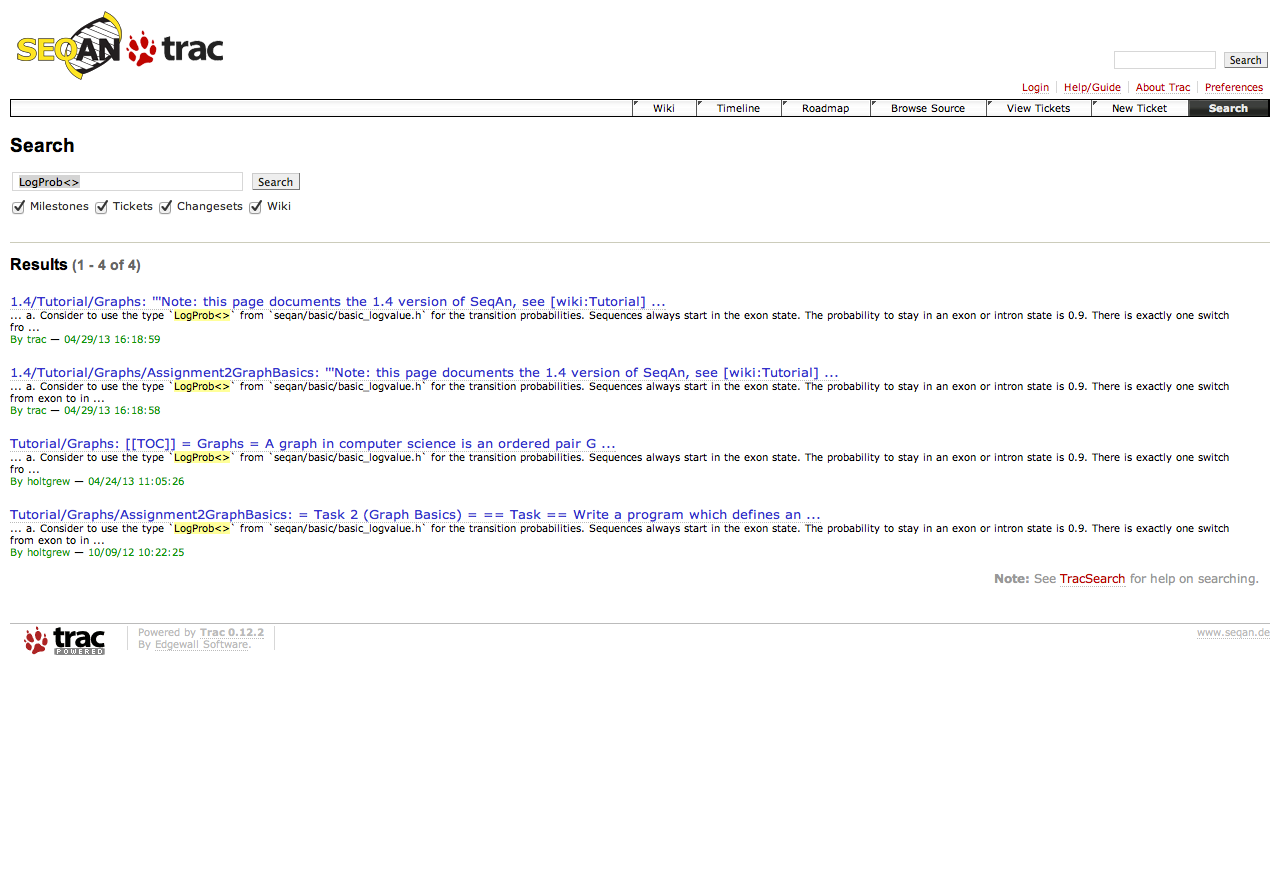 SEQAN trac
Search
Login Help/Guide About Trac Preferences
Wiki Timeline Roadmap Browse Source View Tickets New Ticket Search
Search
LogProb<> Search
Milestones Tickets Changesets Wiki
Results (1 - 4 of 4)
1.4/Tutorial/Graphs: '''Note: this page documents the 1.4 version of SeqAn, see [wiki:Tutorial] ...
... a. Consider to use the type `LogProb<>` from `seqan/basic/basic_logvalue.h` for the transition probabilities. Sequences always start in the exon state. The probability to stay in an exon or intron state is 0.9. There is exactly one switch
fro ...
By trac — 04/29/13 16:18:59
1.4/Tutorial/Graphs/Assignment2GraphBasics: '''Note: this page documents the 1.4 version of SeqAn, see [wiki:Tutorial] ...
... a. Consider to use the type `LogProb<>` from `seqan/basic/basic_logvalue.h` for the transition probabilities. Sequences always start in the exon state. The probability to stay in an exon or intron state is 0.9. There is exactly one switch
from exon to in ...
By trac — 04/29/13 16:18:58
Tutorial/Graphs: [[TOC]] = Graphs = A graph in computer science is an ordered pair G ...
... a. Consider to use the type `LogProb<>` from `seqan/basic/basic_logvalue.h` for the transition probabilities. Sequences always start in the exon state. The probability to stay in an exon or intron state is 0.9. There is exactly one switch
fro ...
By holtgrew — 04/24/13 11:05:26
Tutorial/Graphs/Assignment2GraphBasics: = Task 2 (Graph Basics) = == Task == Write a program which defines an ...
... a. Consider to use the type `LogProb<>` from `seqan/basic/basic_logvalue.h` for the transition probabilities. Sequences always start in the exon state. The probability to stay in an exon or intron state is 0.9. There is exactly one switch
from exon to in ...
By holtgrew — 10/09/12 10:22:25
Note: See TracSearch for help on searching.
trac POWERED
Powered by Trac 0.12.2
By Edgewall Software.
www.seqan.de